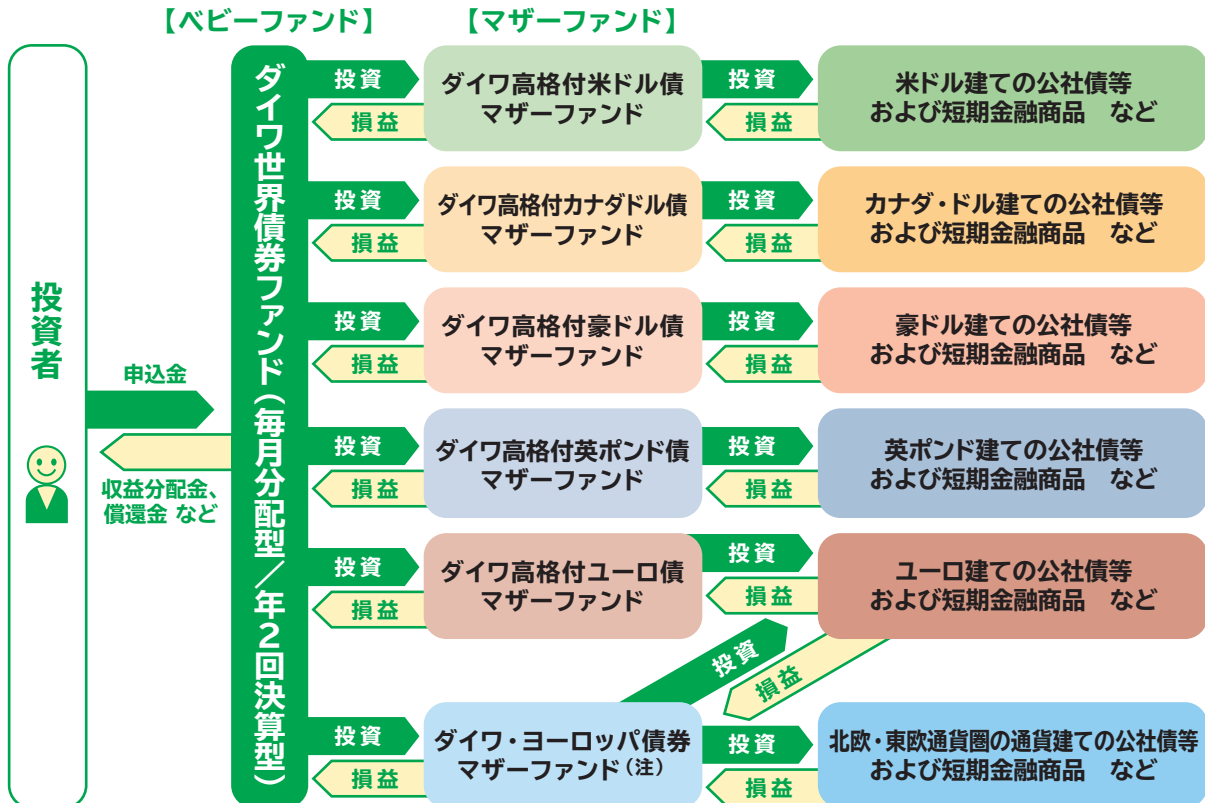 【ベビーファンド】
【マザーファンド】
投資者
申込金
収益分配金、
償還金 など
ダイワ世界債券ファンド（毎月分配型／年2回決算型）
投資
損益
ダイワ高格付米ドル債
マザーファンド
投資
損益
米ドル建ての公社債等
および短期金融商品 など
投資
損益
ダイワ高格付カナダドル債
マザーファンド
投資
損益
カナダ・ドル建ての公社債等
および短期金融商品 など
投資
損益
ダイワ高格付豪ドル債
マザーファンド
投資
損益
豪ドル建ての公社債等
および短期金融商品 など
投資
損益
ダイワ高格付英ポンド債
マザーファンド
投資
損益
英ポンド建ての公社債等
および短期金融商品 など
投資
損益
ダイワ高格付ユーロ債
マザーファンド
投資
損益
ユーロ建ての公社債等
および短期金融商品 など
投資
損益
投資
損益
ダイワ・ヨーロッパ債券
マザーファンド（注）
投資
損益
北欧・東欧通貨圏の通貨建ての公社債等
および短期金融商品 など